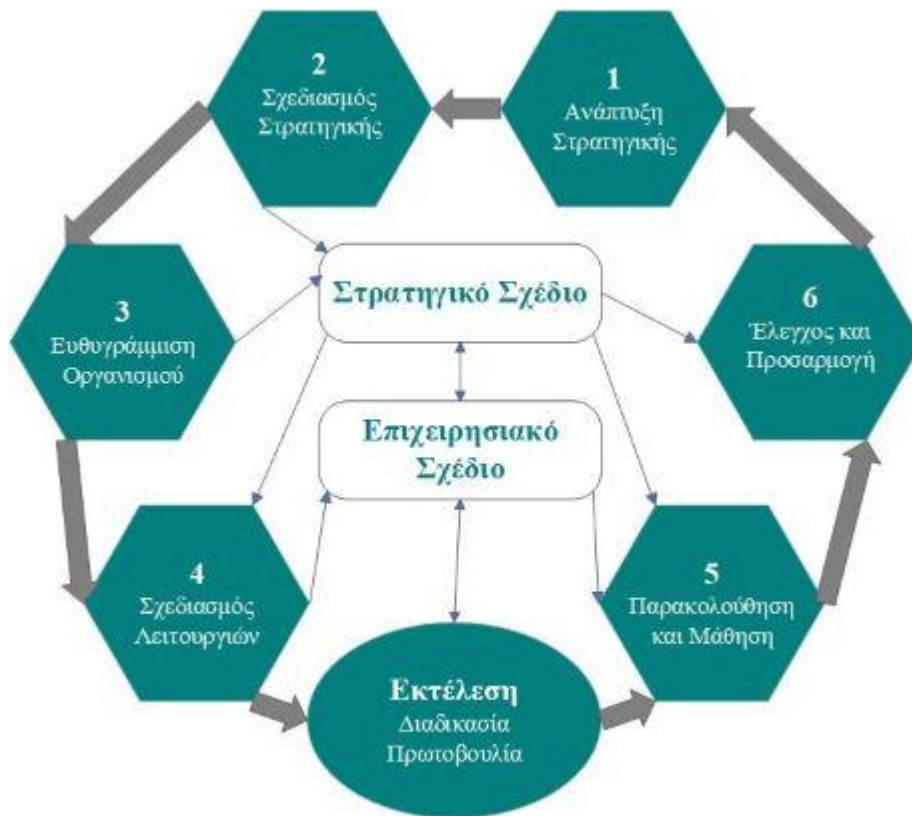 1
Ανάπτυξη
Στρατηγικής
2
Σχεδιασμός
Στρατηγικής
3
Ευθυγράμμιση
Οργανισμού
4
Σχεδιασμός
Λειτουργιών
Εκτέλεση
Διαδικασία
Πρωτοβουλία
5
Παρακολούθηση
και Μάθηση
6
Έλεγχος και
Προσαρμογή
Στρατηγικό Σχέδιο
Επιχειρησιακό
Σχέδιο